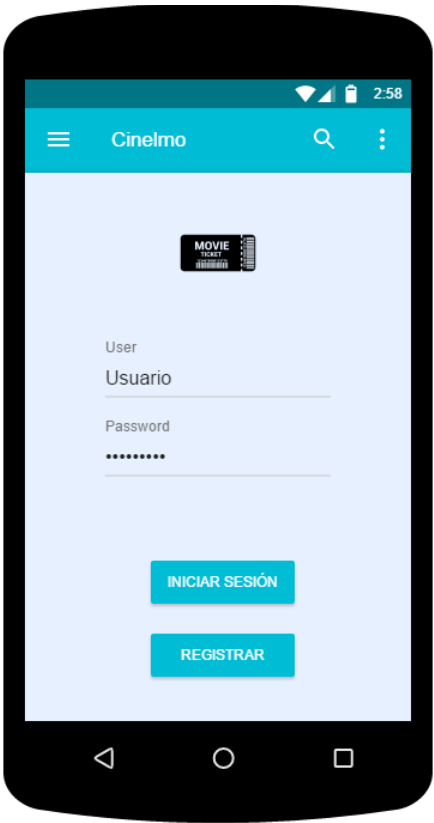 2:58
Cinelmo
MOVIE
TICKET
User
Usuario
Password
•••••••••
INICIAR SESIÓN
REGISTRAR